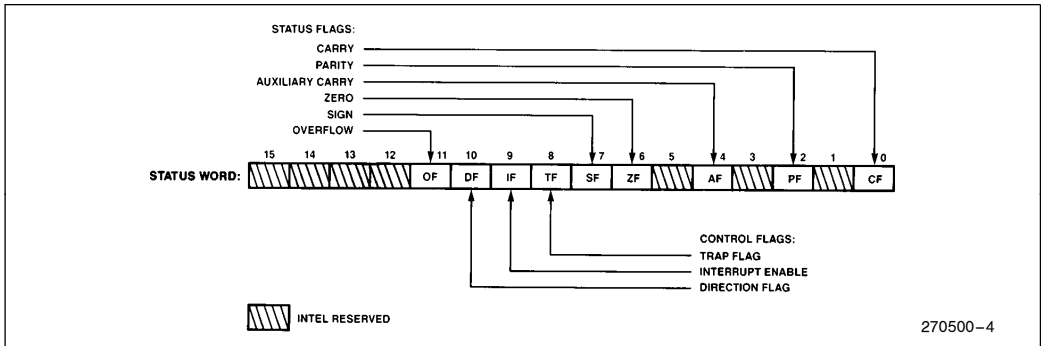 STATUS FLAGS:
CARRY
PARITY
AUXILIARY CARRY
ZERO
SIGN
OVERFLOW
15 14 13 12 11 10 9 8 7 6 5 4 3 2 1 0
STATUS WORD: OF DF IF TF SF ZF AF PF CF
CONTROL FLAGS:
TRAP FLAG
INTERRUPT ENABLE
DIRECTION FLAG
INTEL RESERVED
270500–4